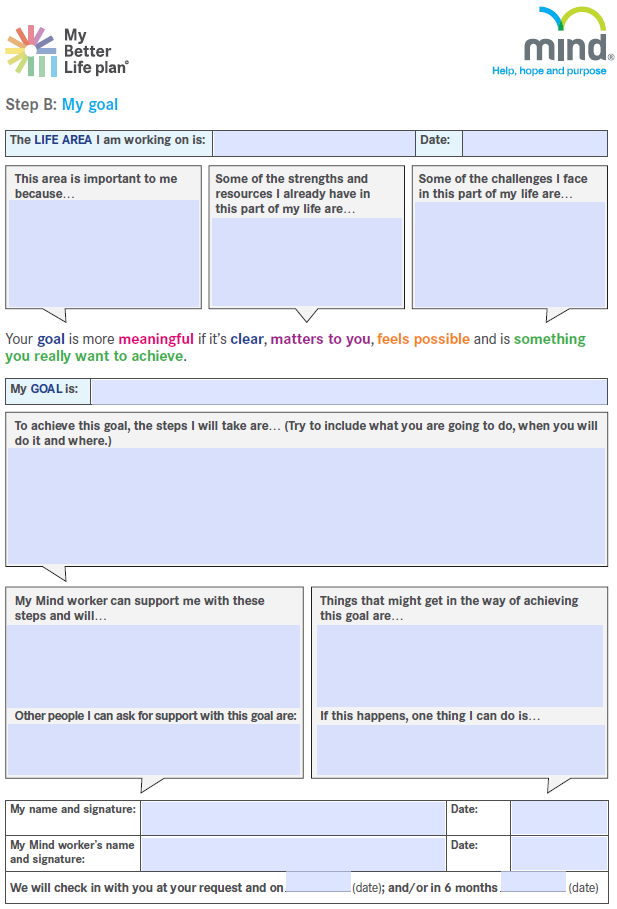 My
Better
Life plan©
mind®
Help, hope and purpose
Step B: My goal
The LIFE AREA I am working on is:
Date:
This area is important to me
because…
Some of the strengths and
resources I already have in
this part of my life are…
Some of the challenges I face
in this part of my life are…
Your goal is more meaningful if it's clear, matters to you, feels possible and is something
you really want to achieve.
My GOAL is:
To achieve this goal, the steps I will take are… (Try to include what you are going to do, when you will
do it and where.)
My Mind worker can support me with these
steps and will…
Other people I can ask for support with this goal are:
Things that might get in the way of achieving
this goal are…
If this happens, one thing I can do is…
My name and signature:
Date:
My Mind worker's name
and signature:
Date:
We will check in with you at your request and on (date); and/or in 6 months (date)